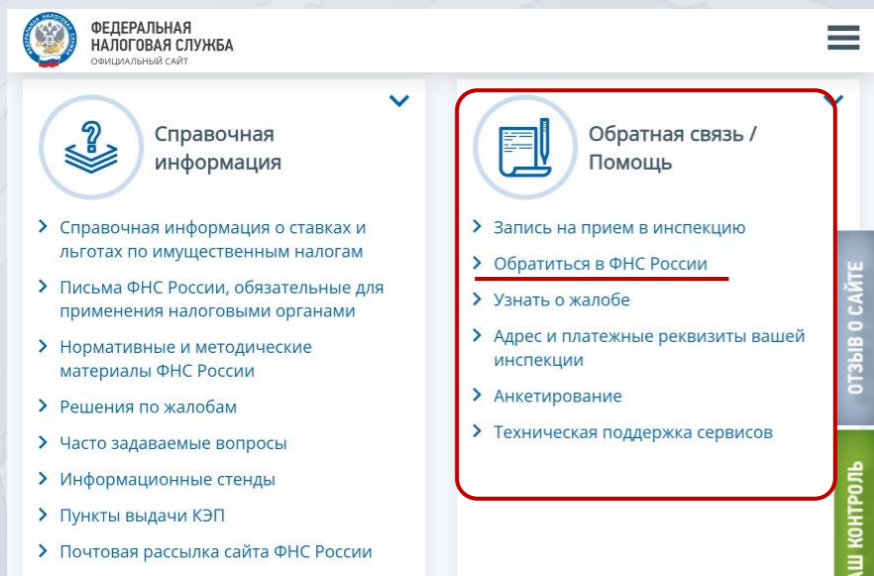 ФЕДЕРАЛЬНАЯ
НАЛОГОВАЯ СЛУЖБА
ОФИЦИАЛЬНЫЙ САЙТ
Справочная
информация
Справочная информация о ставках и
льготах по имущественным налогам
Письма ФНС России, обязательные для
применения налоговыми органами
Нормативные и методические
материалы ФНС России
Решения по жалобам
Часто задаваемые вопросы
Информационные стенды
Пункты выдачи КЭП
Почтовая рассылка сайта ФНС России
Обратная связь /
Помощь
Запись на прием в инспекцию
Обратиться в ФНС России
Узнать о жалобе
Адрес и платежные реквизиты вашей
инспекции
Анкетирование
Техническая поддержка сервисов
ОТЗЫВ О САЙТЕ
КОНТРОЛЬ